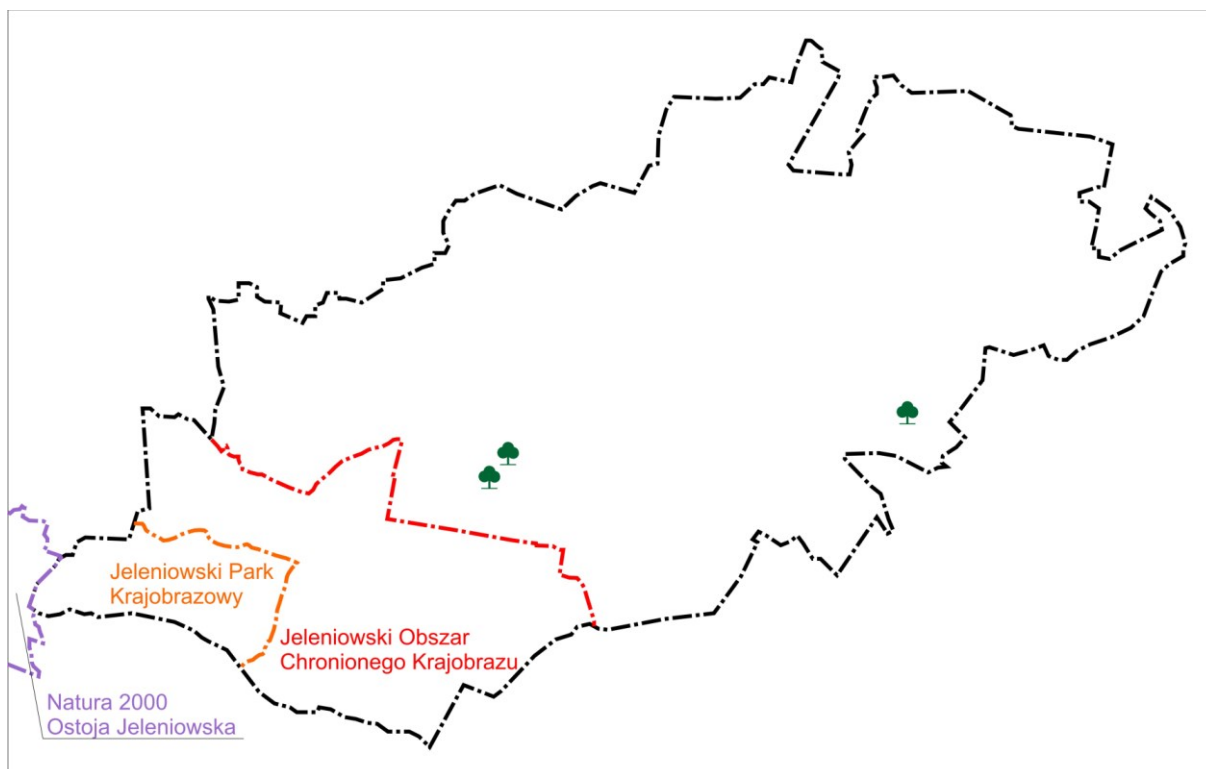 Jeleniowski Park
Krajobrazowy
Jeleniowski Obszar
Chronionego Krajobrazu
Natura 2000
Ostoja Jeleniowska